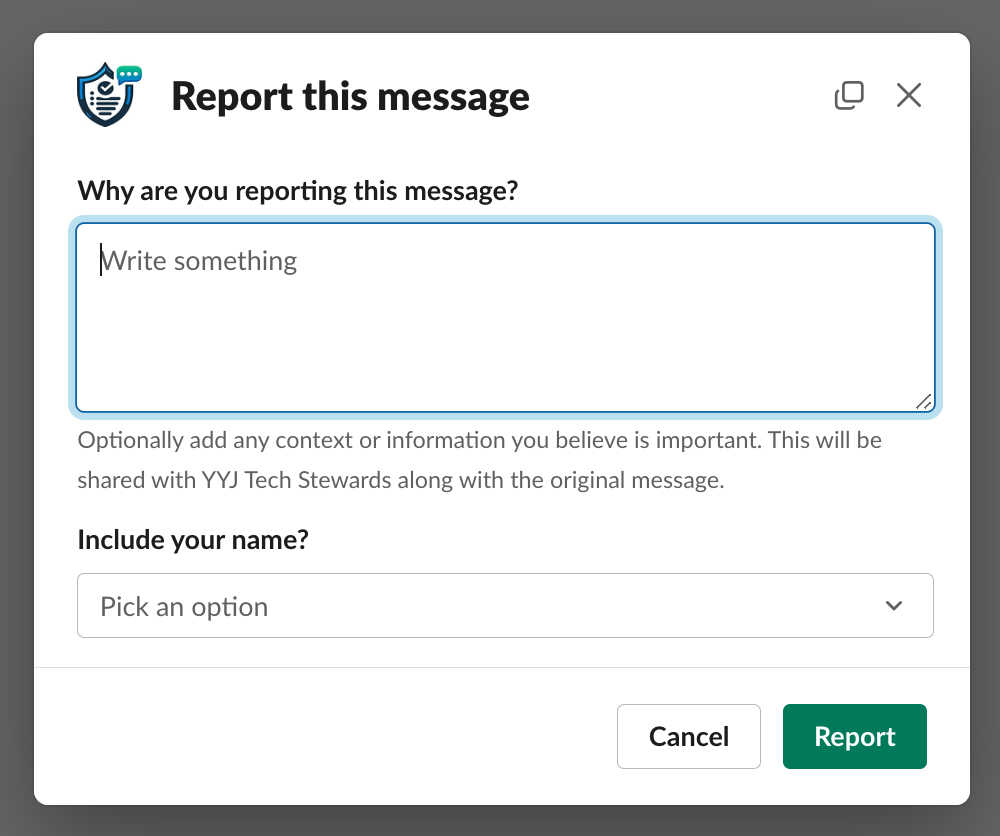 Report this message
Why are you reporting this message?
Write something
Optionally add any context or information you believe is important. This will be
shared with YYJ Tech Stewards along with the original message.
Include your name?
Pick an option
Cancel
Report